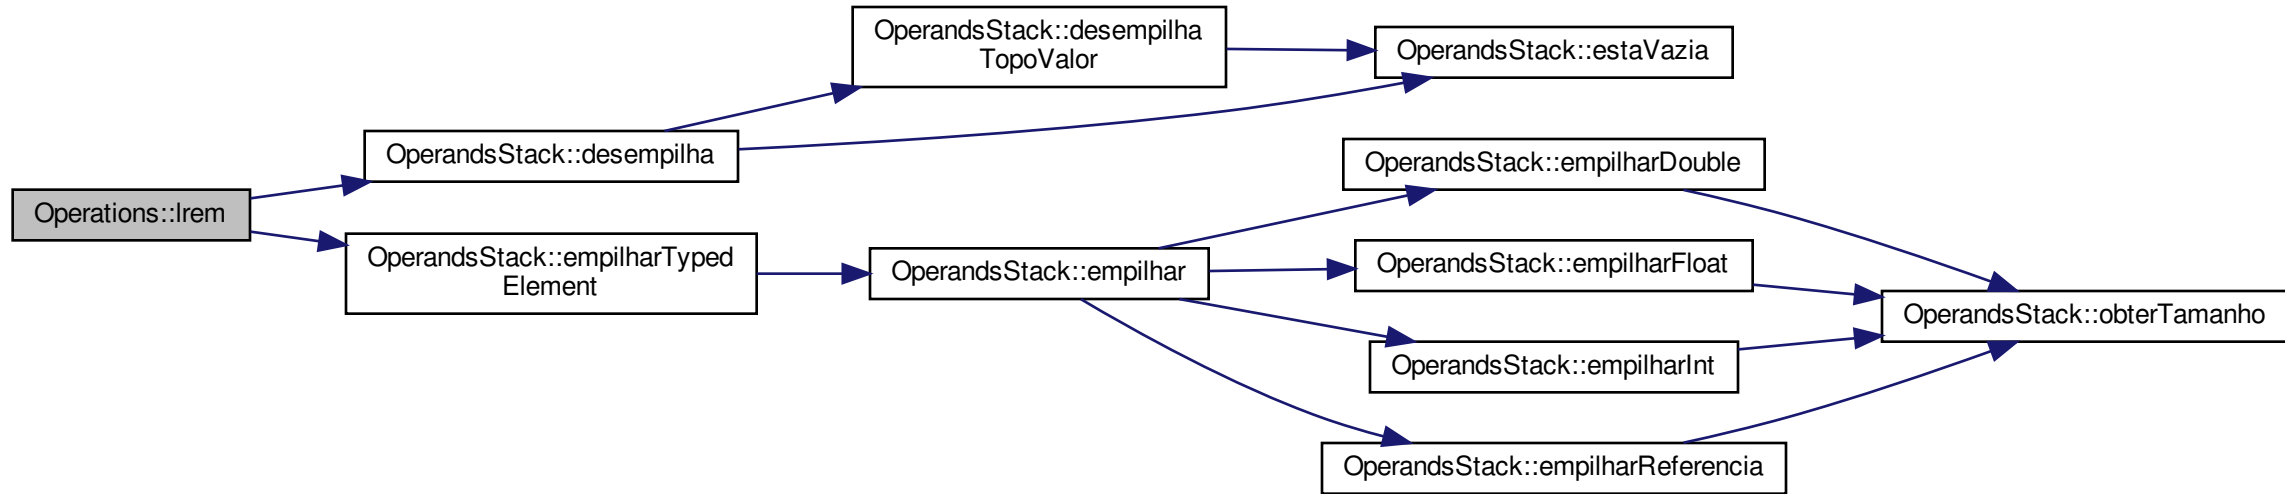 Operations::lrem
OperandsStack::desempilha
OperandsStack::desempilha
TopoValor
OperandsStack::estaVazia
OperandsStack::empilharTyped
Element
OperandsStack::empilhar
OperandsStack::empilharDouble
OperandsStack::empilharFloat
OperandsStack::empilharInt
OperandsStack::empilharReferencia
OperandsStack::obterTamanho